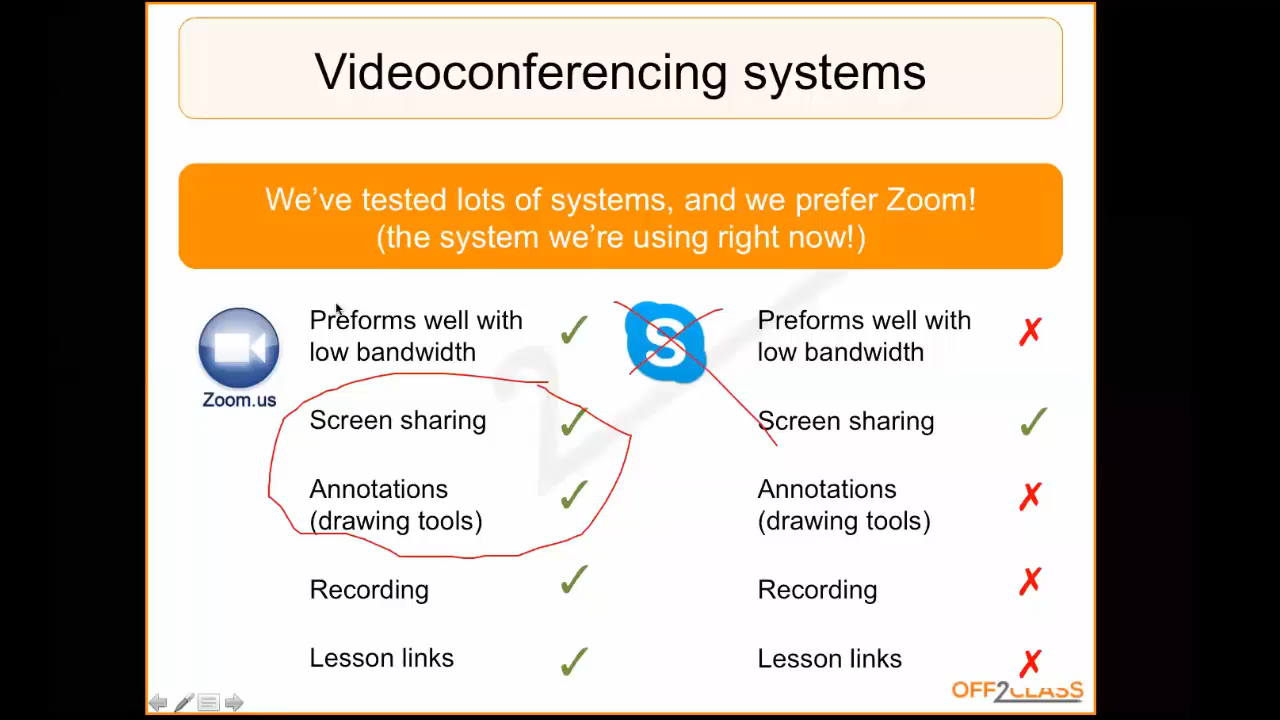 Videoconferencing systems
We've tested lots of systems, and we prefer Zoom!
(the system we're using right now!)
Preforms well with
low bandwidth
Zoom.us
Screen sharing
Annotations
(drawing tools)
Recording
Lesson links
S
Preforms well with
low bandwidth
Screen sharing
Annotations
(drawing tools)
Recording
Lesson links
OFF2CLASS